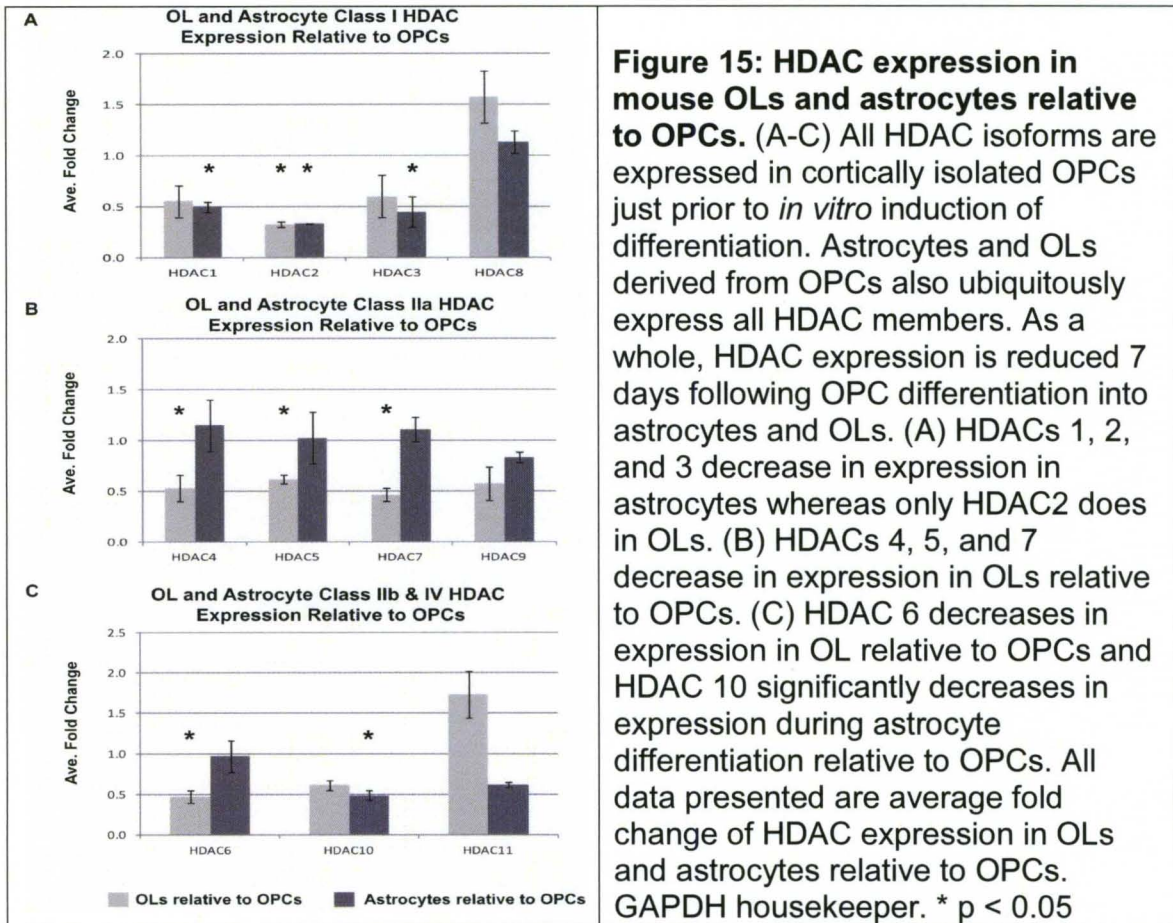 A
OL and Astrocyte Class I HDAC
Expression Relative to OPCs
Ave. Fold Change
2.0
1.5
1.0
0.5
0.0
* * * *
HDAC1 HDAC2 HDAC3 HDAC8
B
OL and Astrocyte Class IIa HDAC
Expression Relative to OPCs
Ave. Fold Change
2.0
1.5
1.0
0.5
0.0
* * *
HDAC4 HDAC5 HDAC7 HDAC9
C
OL and Astrocyte Class IIb & IV HDAC
Expression Relative to OPCs
Ave. Fold Change
2.5
2.0
1.5
1.0
0.5
0.0
* *
HDAC6 HDAC10 HDAC11
OLs relative to OPCs Astrocytes relative to OPCs
Figure 15: HDAC expression in
mouse OLs and astrocytes relative
to OPCs. (A-C) All HDAC isoforms are
expressed in cortically isolated OPCs
just prior to in vitro induction of
differentiation. Astrocytes and OLs
derived from OPCs also ubiquitously
express all HDAC members. As a
whole, HDAC expression is reduced 7
days following OPC differentiation into
astrocytes and OLs. (A) HDACs 1, 2,
and 3 decrease in expression in
astrocytes whereas only HDAC2 does
in OLs. (B) HDACs 4, 5, and 7
decrease in expression in OLs relative
to OPCs. (C) HDAC 6 decreases in
expression in OL relative to OPCs and
HDAC 10 significantly decreases in
expression during astrocyte
differentiation relative to OPCs. All
data presented are average fold
change of HDAC expression in OLs
and astrocytes relative to OPCs.
GAPDH housekeeper. * p < 0.05